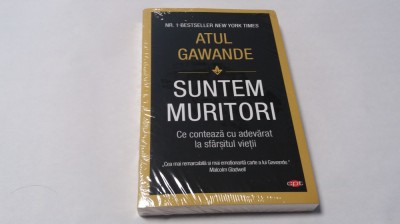 NR. 1 BESTSELLER NEW YORK TIMES
ATUL
GAWANDE
SUNTEM
MURITORI
Ce contează cu adevărat
la sfârșitul vieții
„Cea mai remarcabilă și mai emoționantă carte a lui Gawande.”
Malcolm Gladwell